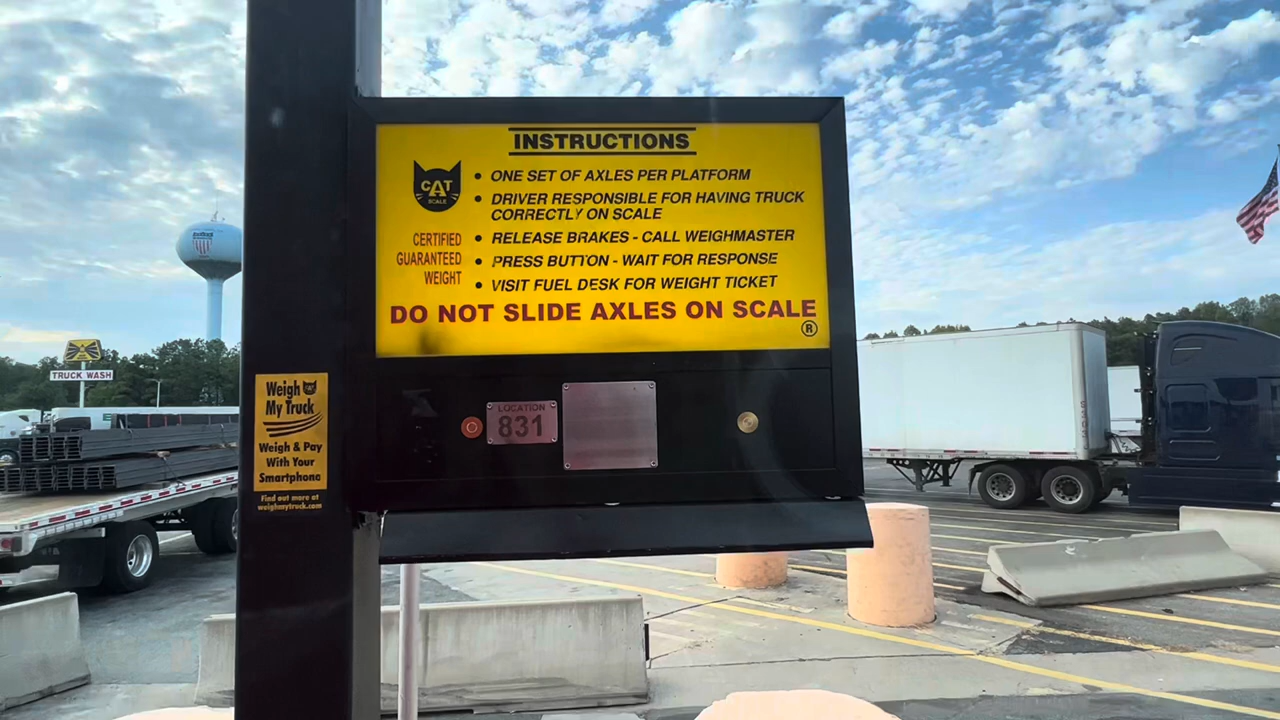 INSTRUCTIONS
CAT
SCALE
CERTIFIED
GUARANTEED
WEIGHT
• ONE SET OF AXLES PER PLATFORM
• DRIVER RESPONSIBLE FOR HAVING TRUCK
CORRECTLY ON SCALE
• RELEASE BRAKES - CALL WEIGHMASTER
• PRESS BUTTON - WAIT FOR RESPONSE
• VISIT FUEL DESK FOR WEIGHT TICKET
DO NOT SLIDE AXLES ON SCALE
®
TRUCK WASH
Weigh
My Truck
CAT
Weigh & Pay
With Your
Smartphone
Find out more at
weighmytruck.com
LOCATION
831